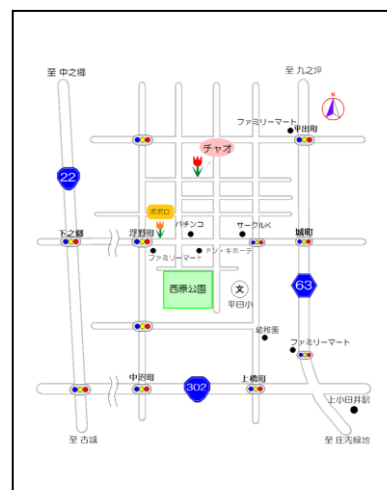 至 中之郷
至 九之坪
N
ファミリーマート
平出町
チャオ
22
ポポロ
パチンコ
サークルK
下之郷
浮野町
城町
ファミリーマート
ドン・キホーテ
西原公園
文
平田小
63
幼稚園
ファミリーマート
中沼町
302
上橋町
上小田井駅
至 古城
至 庄内緑地